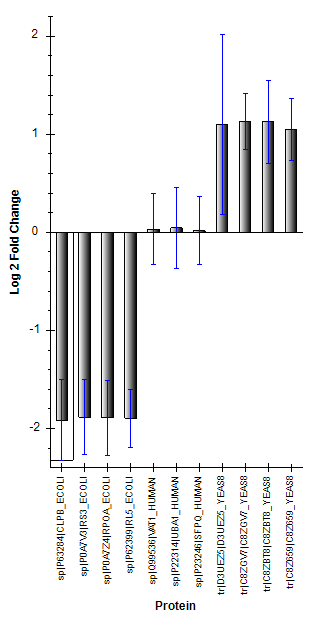 Log 2 Fold Change
2
1
0
-1
-2
sp|P63284|CLPB_ECOLI
sp|P0A7V3|RS3_ECOLI
sp|P0A7Z4|RPOA_ECOLI
sp|P62399|RL5_ECOLI
sp|Q99536|VAT1_HUMAN
sp|P22314|UBA1_HUMAN
sp|P23246|SFPQ_HUMAN
tr|D3UEZ5|D3UEZ5_YEAS8
tr|C8ZGV7|C8ZGV7_YEAS8
tr|C8ZBT8|C8ZBT8_YEAS8
tr|C8Z659|C8Z659_YEAS8
Protein